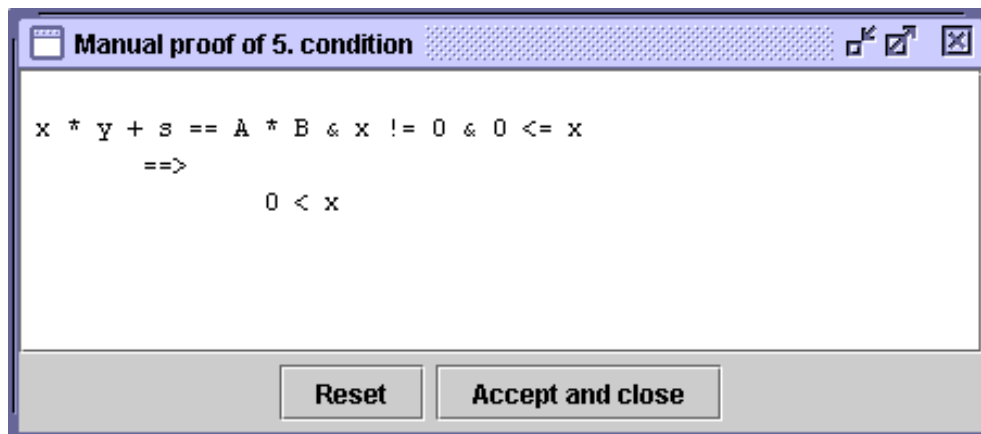 Manual proof of 5. condition
x * y + s == A * B & x != 0 & 0 <= x
==>
0 < x
Reset
Accept and close